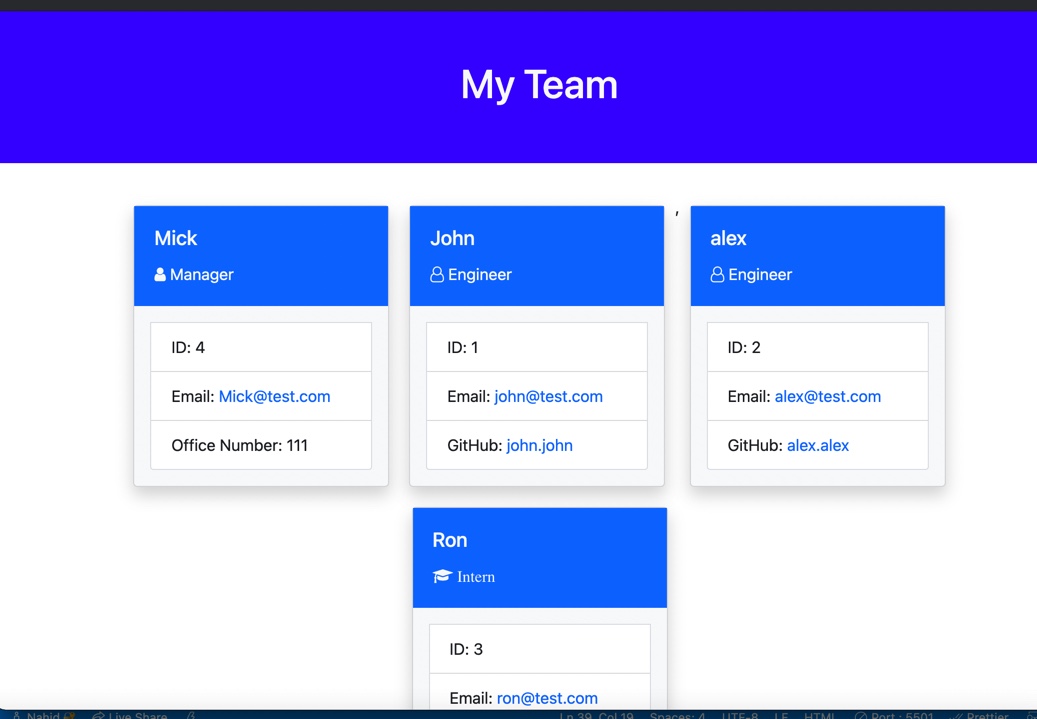 My Team
Mick
Manager
ID: 4
Email: Mick@test.com
Office Number: 111
John
Engineer
ID: 1
Email: john@test.com
GitHub: john.john
,
alex
Engineer
ID: 2
Email: alex@test.com
GitHub: alex.alex
Ron
Intern
ID: 3
Email: ron@test.com
Nahid Live Share Ln 39, Col 19 Spaces: 4 UTF-8 LF HTML Port : 5501 Prettier